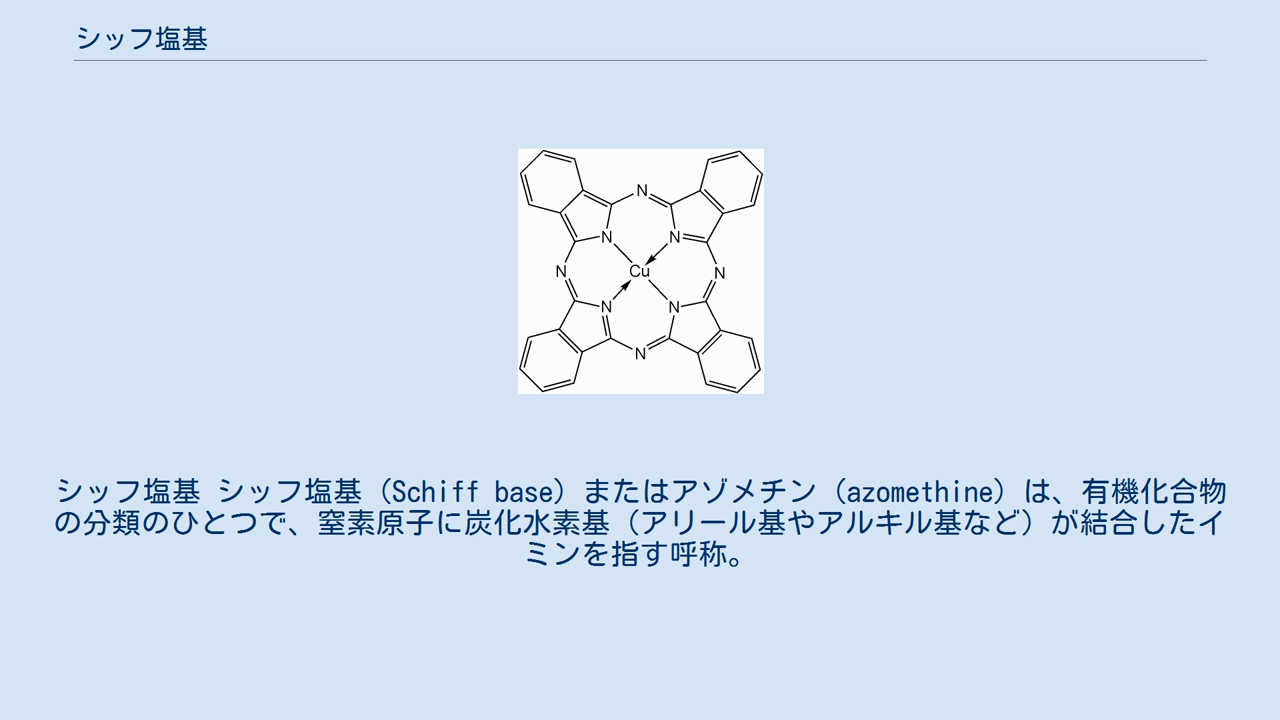 シッフ塩基
N
N N
Cu
N N
N N
N
シッフ塩基 シッフ塩基（Schiff base）またはアゾメチン（azomethine）は、有機化合物
の分類のひとつで、窒素原子に炭化水素基（アリール基やアルキル基など）が結合したイ
ミンを指す呼称。